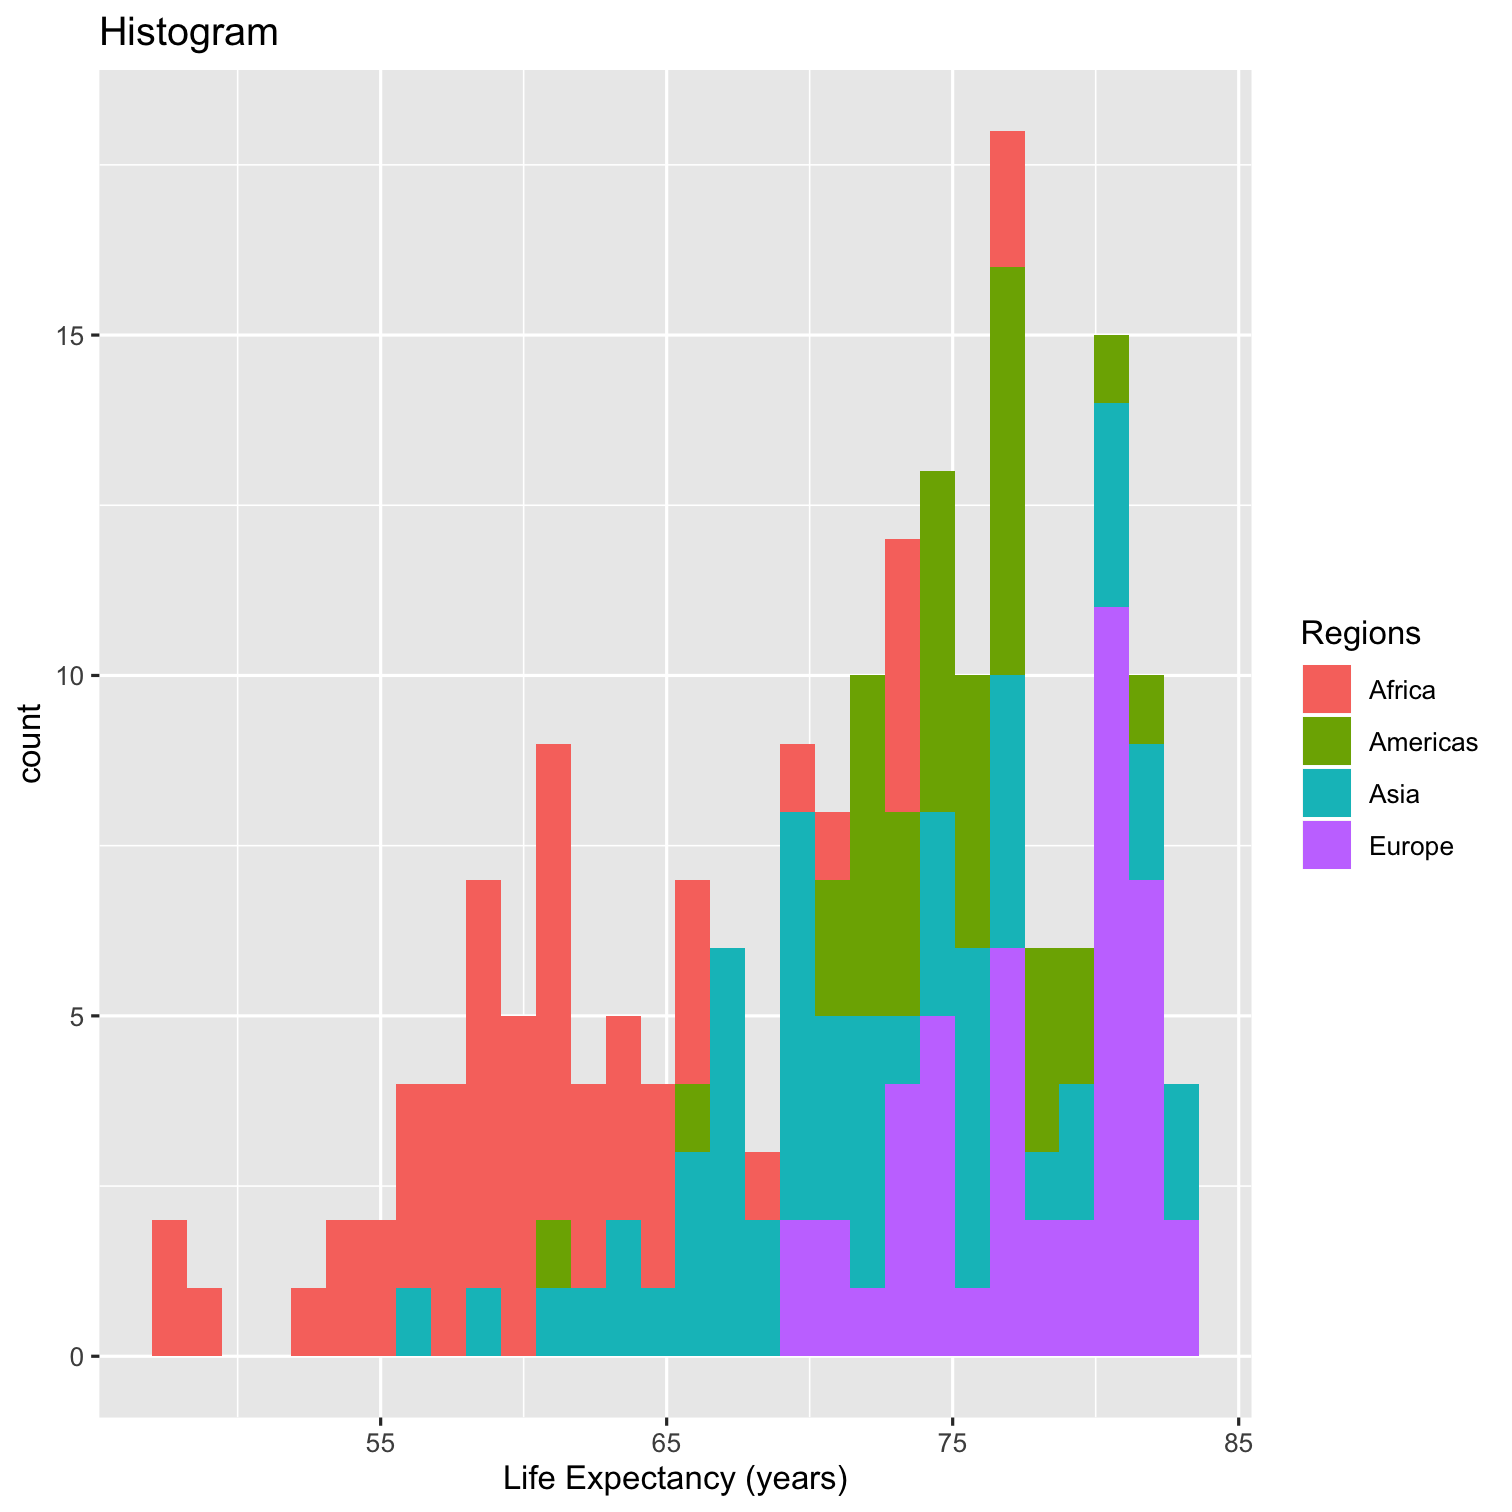 Histogram
15
10
5
0
count
55 65 75 85
Life Expectancy (years)
Regions
Africa
Americas
Asia
Europe